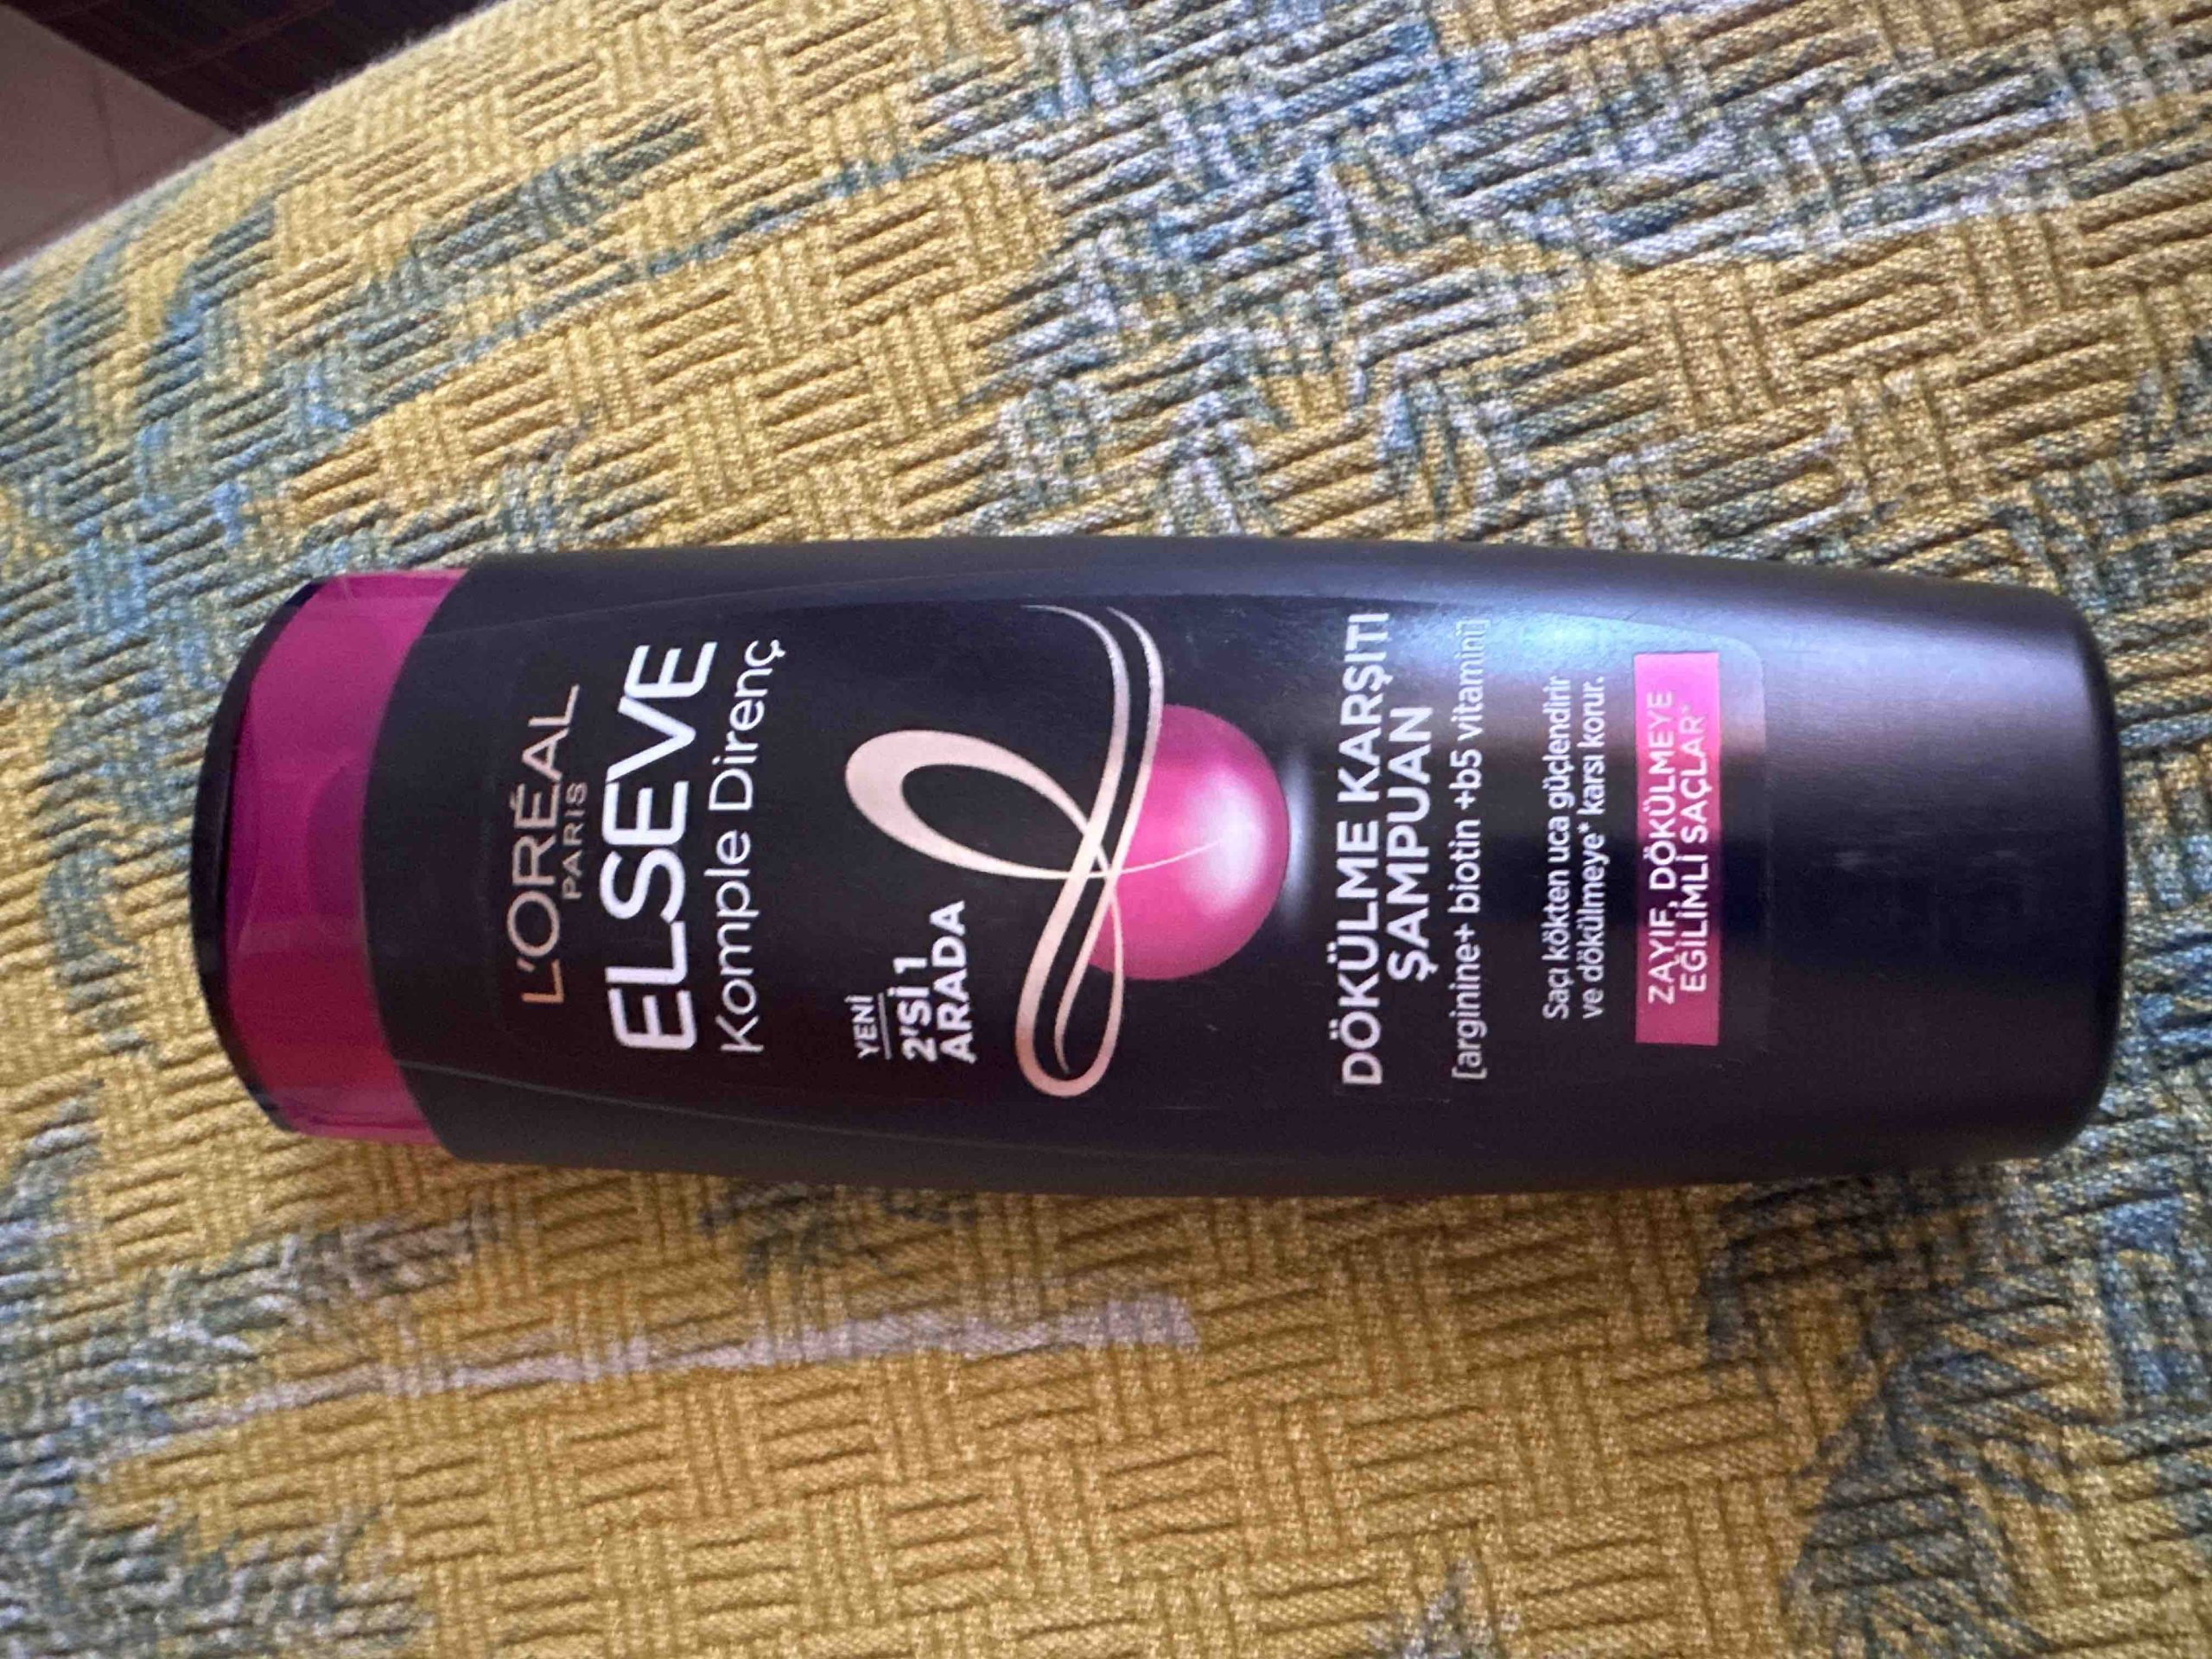 L'ORÉAL
PARIS
ELSEVE
Komple Direnç
YENİ
2'Sİ 1
ARADA
DÖKÜLME KARŞITI
ŞAMPUAN
[arginine+ biotin +b5 vitamini]
Saçı kökten uca güçlendirir
ve dökülmeye* karşı korur.
ZAYIF, DÖKÜLMEYE
EĞİLİMLİ SAÇLAR*